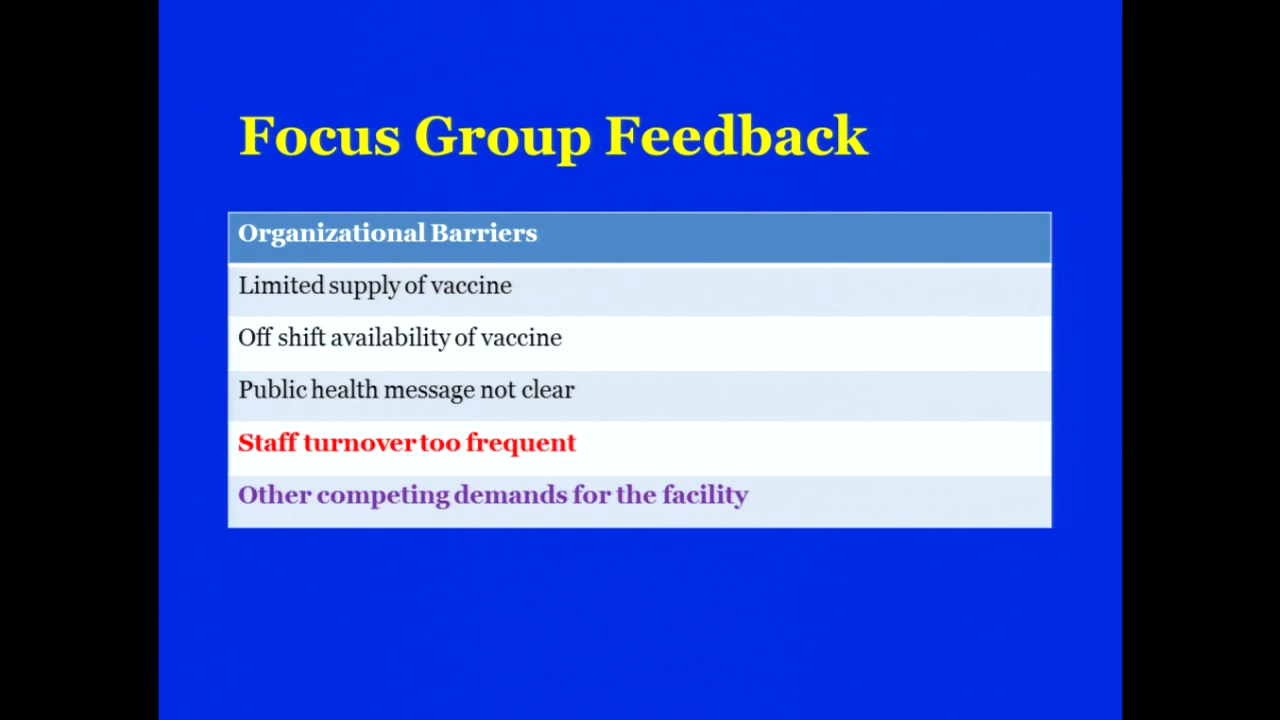 Focus Group Feedback
Organizational Barriers
Limited supply of vaccine
Off shift availability of vaccine
Public health message not clear
Staff turnover too frequent
Other competing demands for the facility